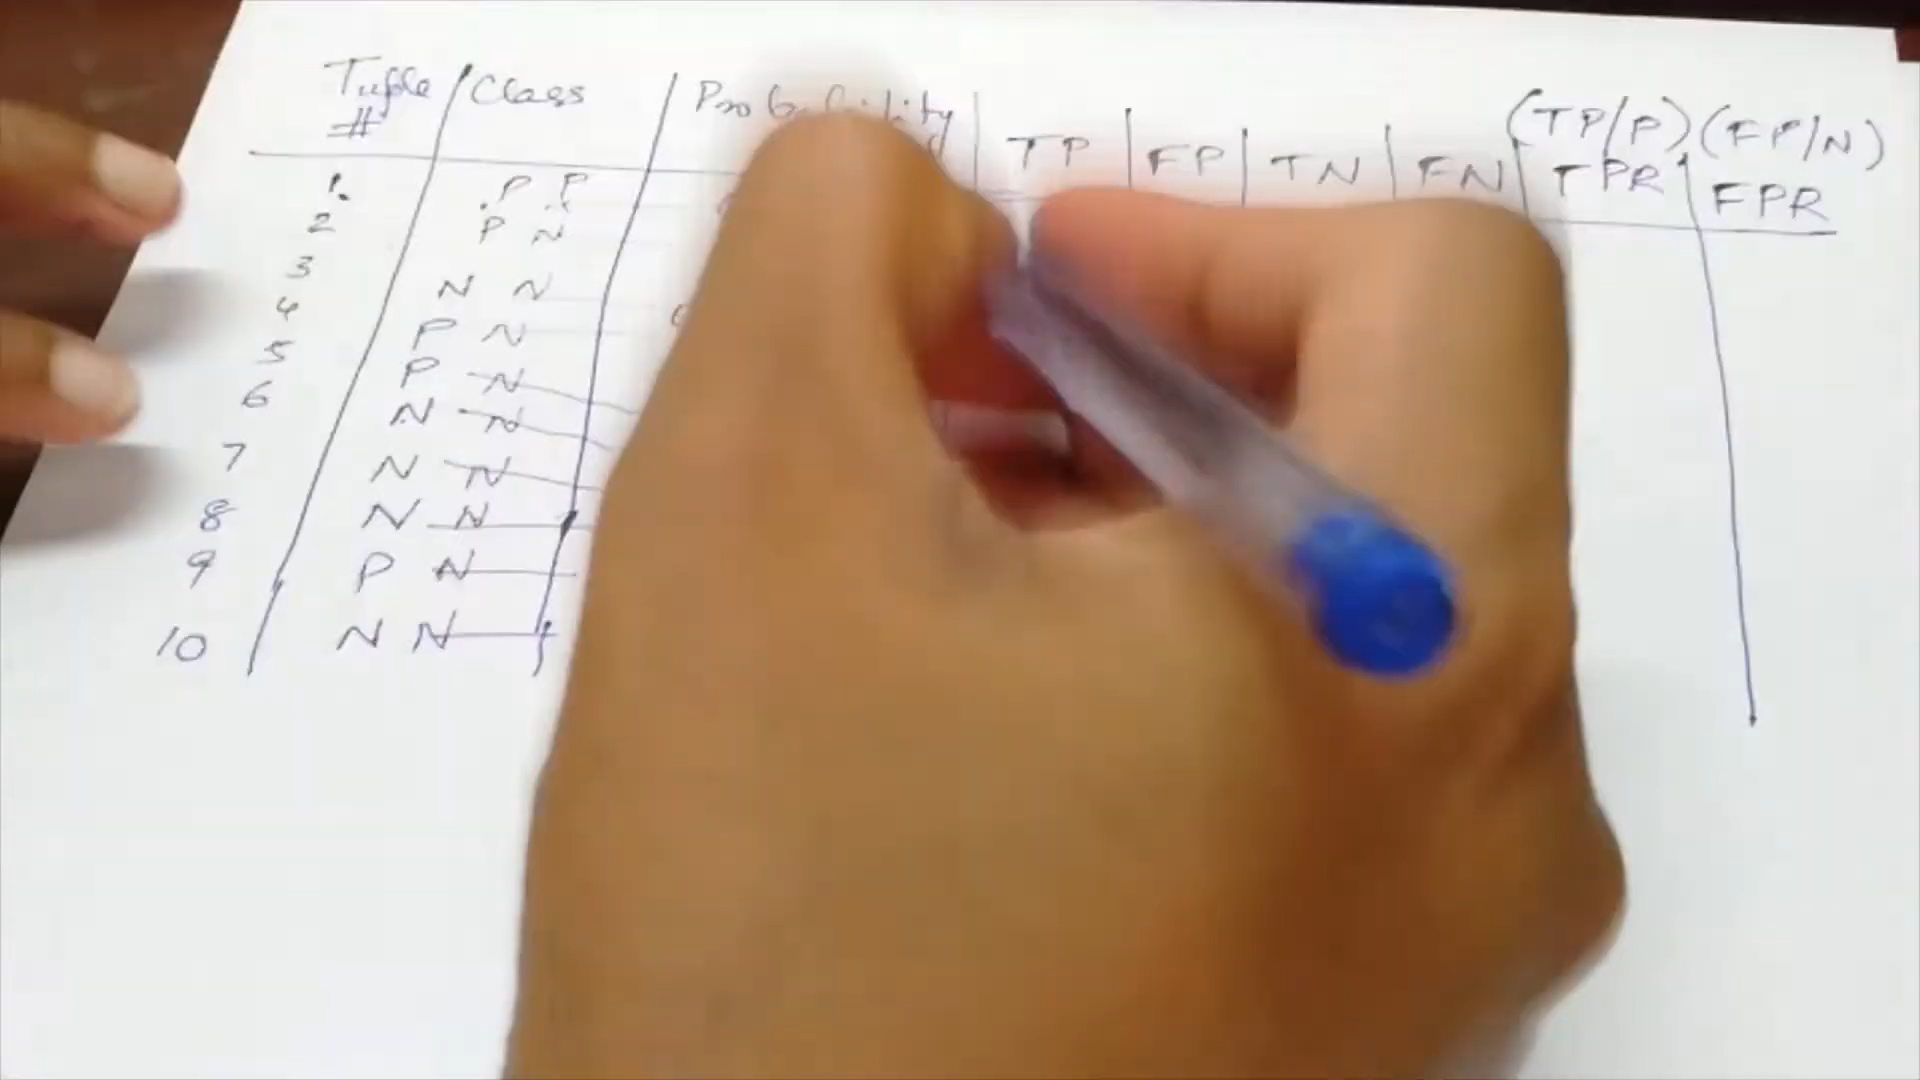 Tuple # Class Probability TP FP TN FN (TP/P) TPR (FP/N) FPR
1. P P
2 P N
3 N N
4 P N
5 P N
6 N N
7 N N
8 N N
9 P N
10 N N